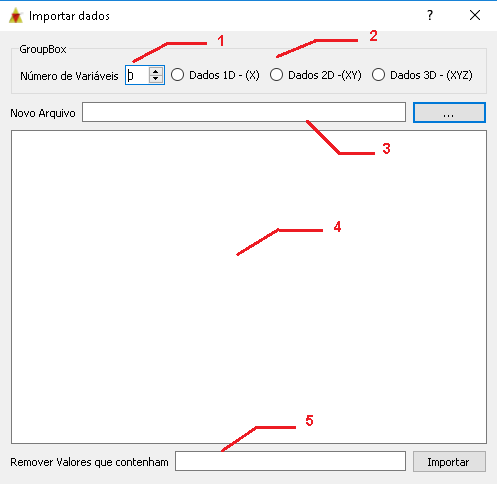 Importar dados ?
1
2
GroupBox
Número de Variáveis 0 Dados 1D - (X) Dados 2D -(XY) Dados 3D - (XYZ)
Novo Arquivo ...
3
4
5
Remover Valores que contenham Importar